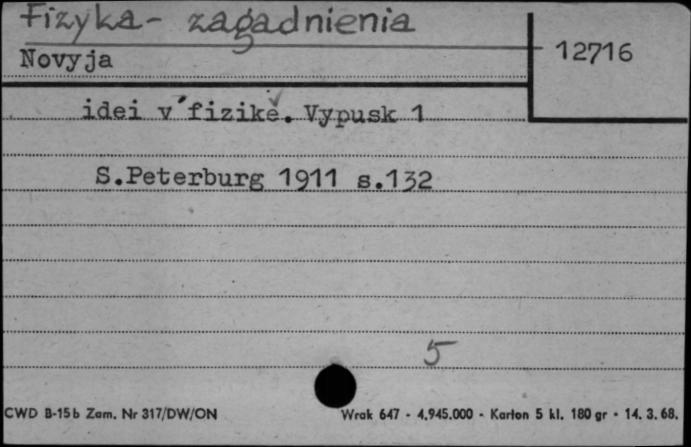 Fizyka - zagadnienia
Novyja
12716
idei v´fizikě. Vypusk 1
S.Peterburg 1911 s.132
5
CWD B-15b Zam. Nr 317/DW/ON
Wrak 647 - 4.945.000 - Karton 5 kl. 180 gr - 14. 3. 68.